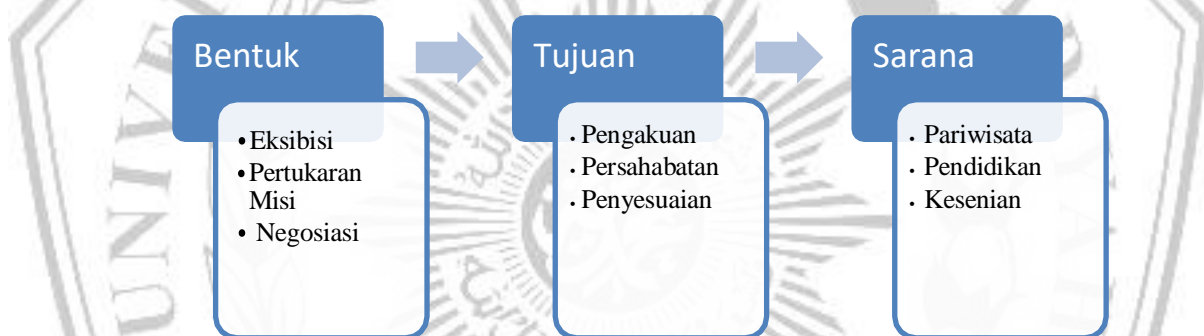 Bentuk
• Eksibisi
• Pertukaran
Misi
• Negosiasi
Tujuan
• Pengakuan
• Persahabatan
• Penyesuaian
Sarana
• Pariwisata
• Pendidikan
• Kesenian